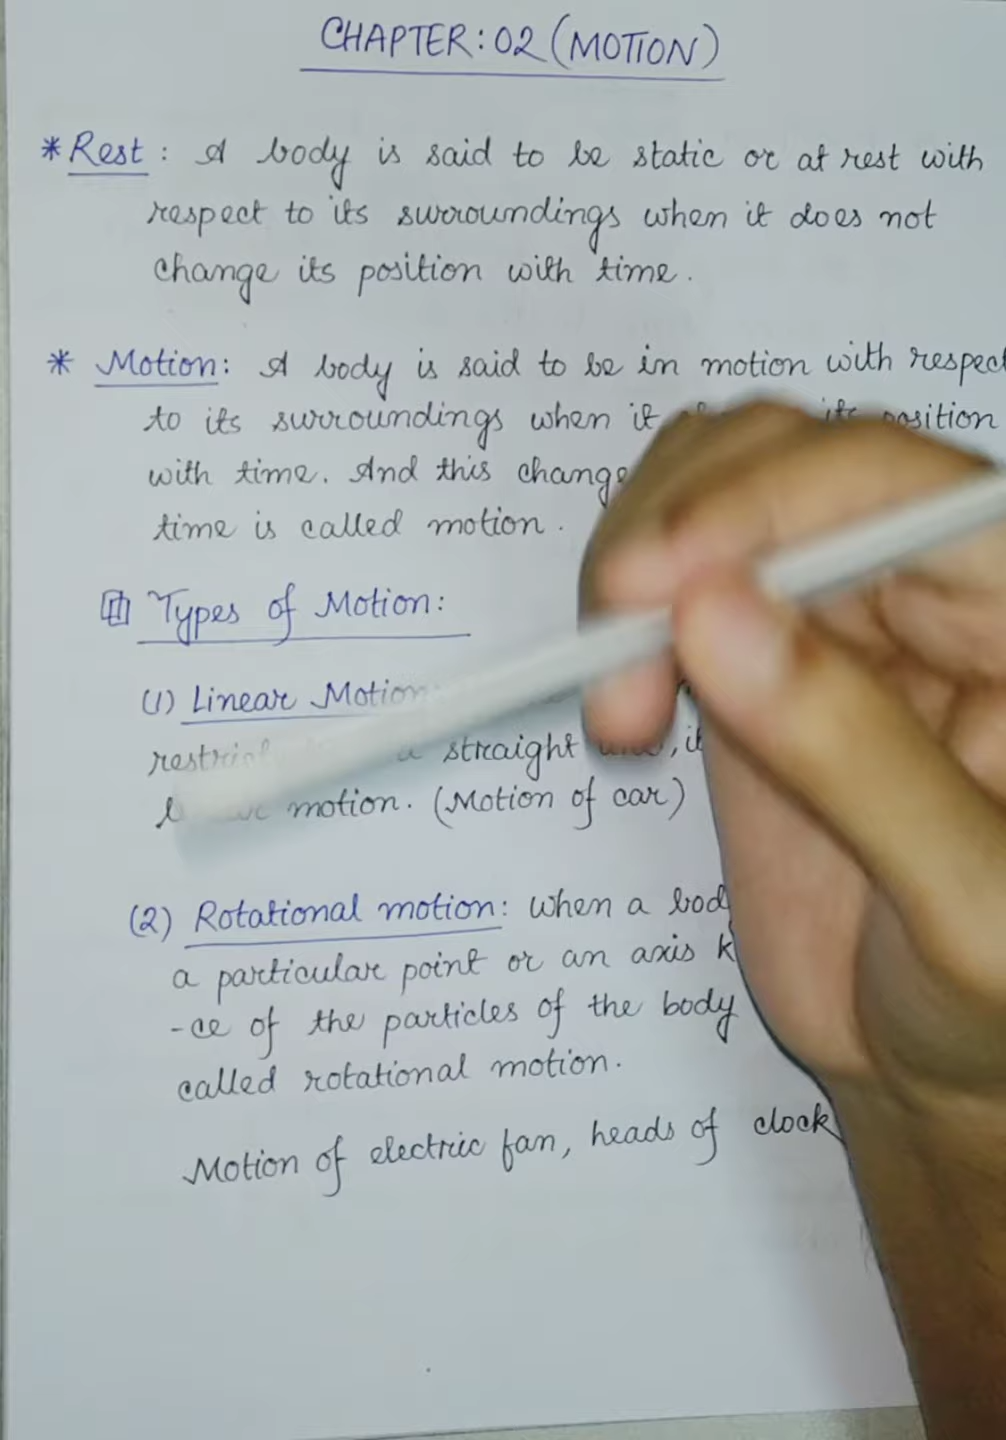 CHAPTER: 02 (MOTION)
* Rest: A body is said to be static or at rest with
respect to its surroundings when it does not
change its position with time.
* Motion: A body is said to be in motion with respect
to its surroundings when it its position
with time. And this change
time is called motion.
Types of Motion:
(1) Linear Motion:
a straight
motion. (Motion of car)
(2) Rotational motion: when a
a particular point or an axis
-ce of the particles of the body
called rotational motion.
Motion of electric fan, heads of clock